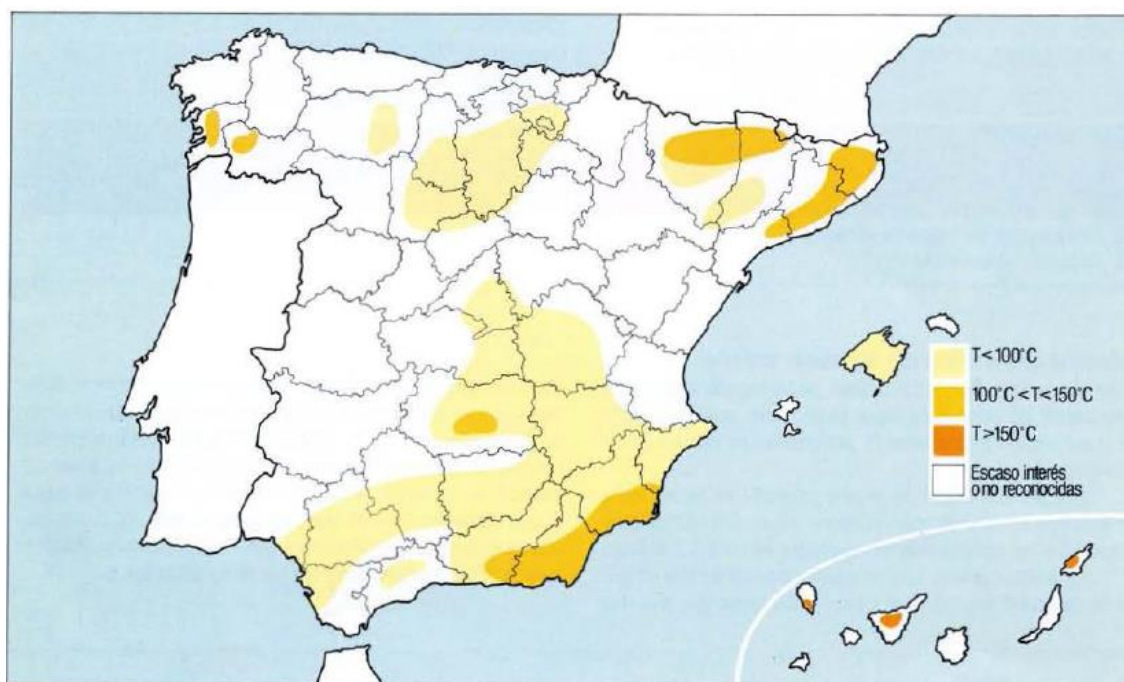 T<100°C
100°C <T<150°C
T>150°C
Escaso interés
o no reconocidas